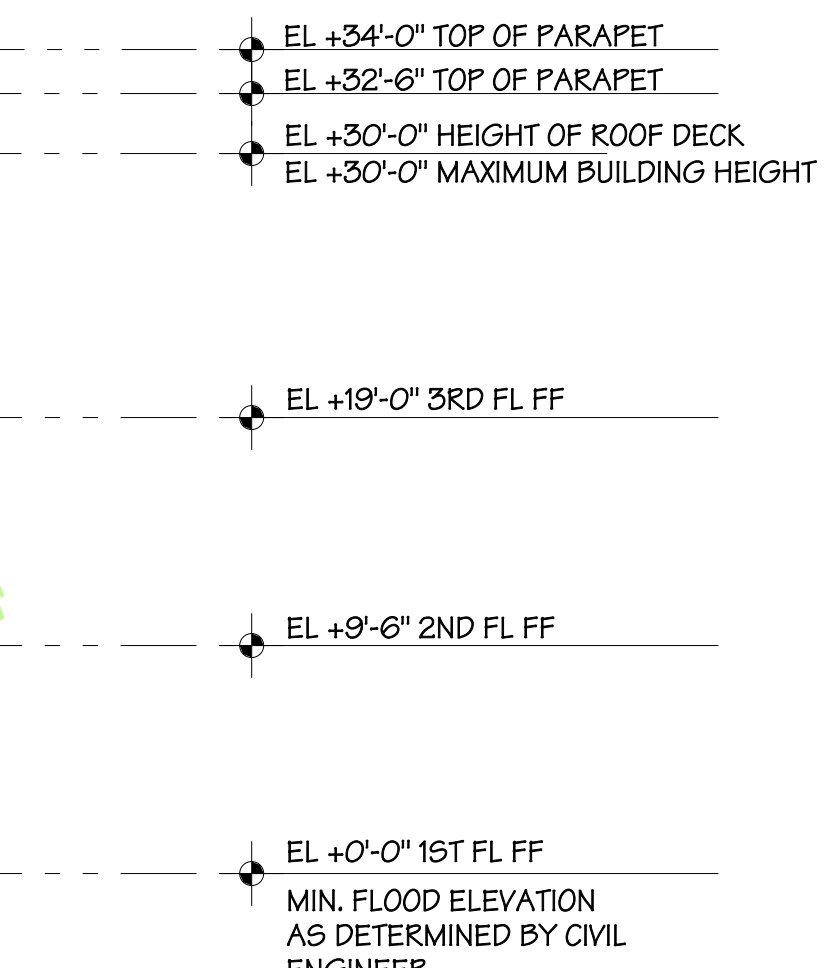 EL +34'-0" TOP OF PARAPET
EL +32'-6" TOP OF PARAPET
EL +30'-0" HEIGHT OF ROOF DECK
EL +30'-0" MAXIMUM BUILDING HEIGHT
EL +19'-0" 3RD FL FF
EL +9'-6" 2ND FL FF
EL +0'-0" 1ST FL FF
MIN. FLOOD ELEVATION
AS DETERMINED BY CIVIL
ENGINEER